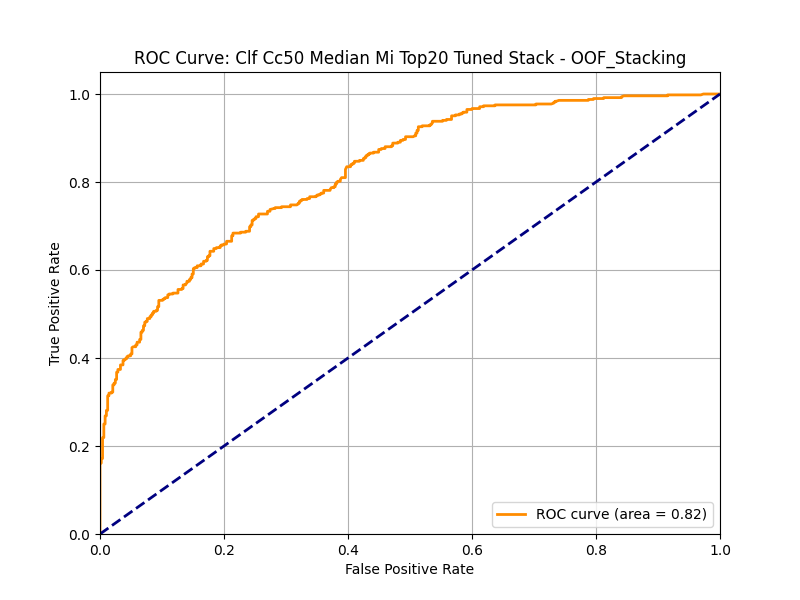 ROC Curve: Clf Cc50 Median Mi Top20 Tuned Stack - OOF_Stacking
1.0
0.8
0.6
0.4
0.2
0.0
True Positive Rate
ROC curve (area = 0.82)
0.0 0.2 0.4 0.6 0.8 1.0
False Positive Rate